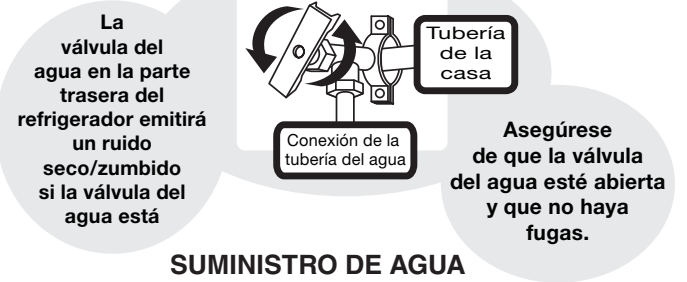 La
válvula del
agua en la parte
trasera del
refrigerador emitirá
un ruido
seco/zumbido
si la válvula del
agua está
Tubería
de la
casa
Conexión de la
tubería del agua
Asegúrese
de que la válvula
del agua esté abierta
y que no haya
fugas.
SUMINISTRO DE AGUA